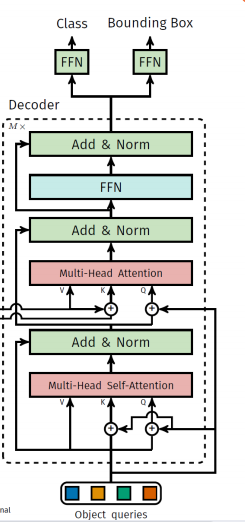 Class Bounding Box
FFN FFN
Decoder
M×
Add & Norm
FFN
Add & Norm
Multi-Head Attention
V K Q
Add & Norm
Multi-Head Self-Attention
V K Q
nal
Object queries